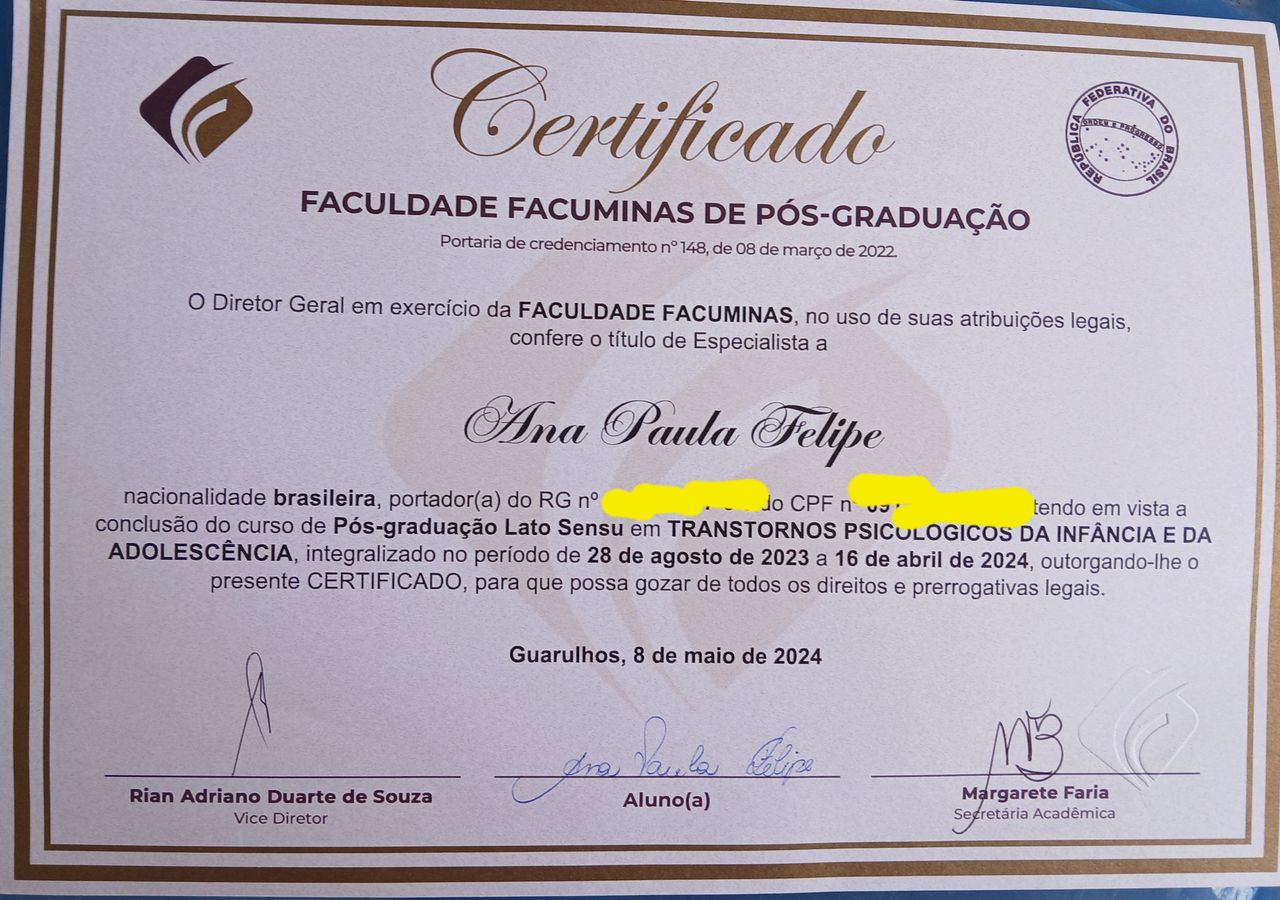 Certificado
REPÚBLICA FEDERATIVA DO BRASIL
ORDEM E PROGRESSO
FACULDADE FACUMINAS DE PÓS-GRADUAÇÃO
Portaria de credenciamento nº 148, de 08 de março de 2022.
O Diretor Geral em exercício da FACULDADE FACUMINAS, no uso de suas atribuições legais,
confere o título de Especialista a
Ana Paula Felipe
nacionalidade brasileira, portador(a) do RG nº do CPF nº tendo em vista a
conclusão do curso de Pós-graduação Lato Sensu em TRANSTORNOS PSICOLÓGICOS DA INFÂNCIA E DA
ADOLESCÊNCIA, integralizado no período de 28 de agosto de 2023 a 16 de abril de 2024, outorgando-lhe o
presente CERTIFICADO, para que possa gozar de todos os direitos e prerrogativas legais.
Guarulhos, 8 de maio de 2024
Ana Paula Felipe
Rian Adriano Duarte de Souza
Vice Diretor
Aluno(a)
Margarete Faria
Secretária Acadêmica